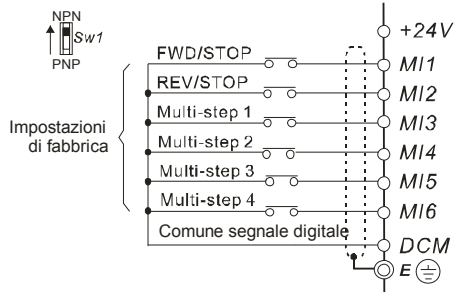 NPN
Sw1
PNP
+24V
FWD/STOP
MI1
REV/STOP
MI2
Multi-step 1
MI3
Impostazioni
di fabbrica
Multi-step 2
MI4
Multi-step 3
MI5
Multi-step 4
MI6
Comune segnale digitale
DCM
E